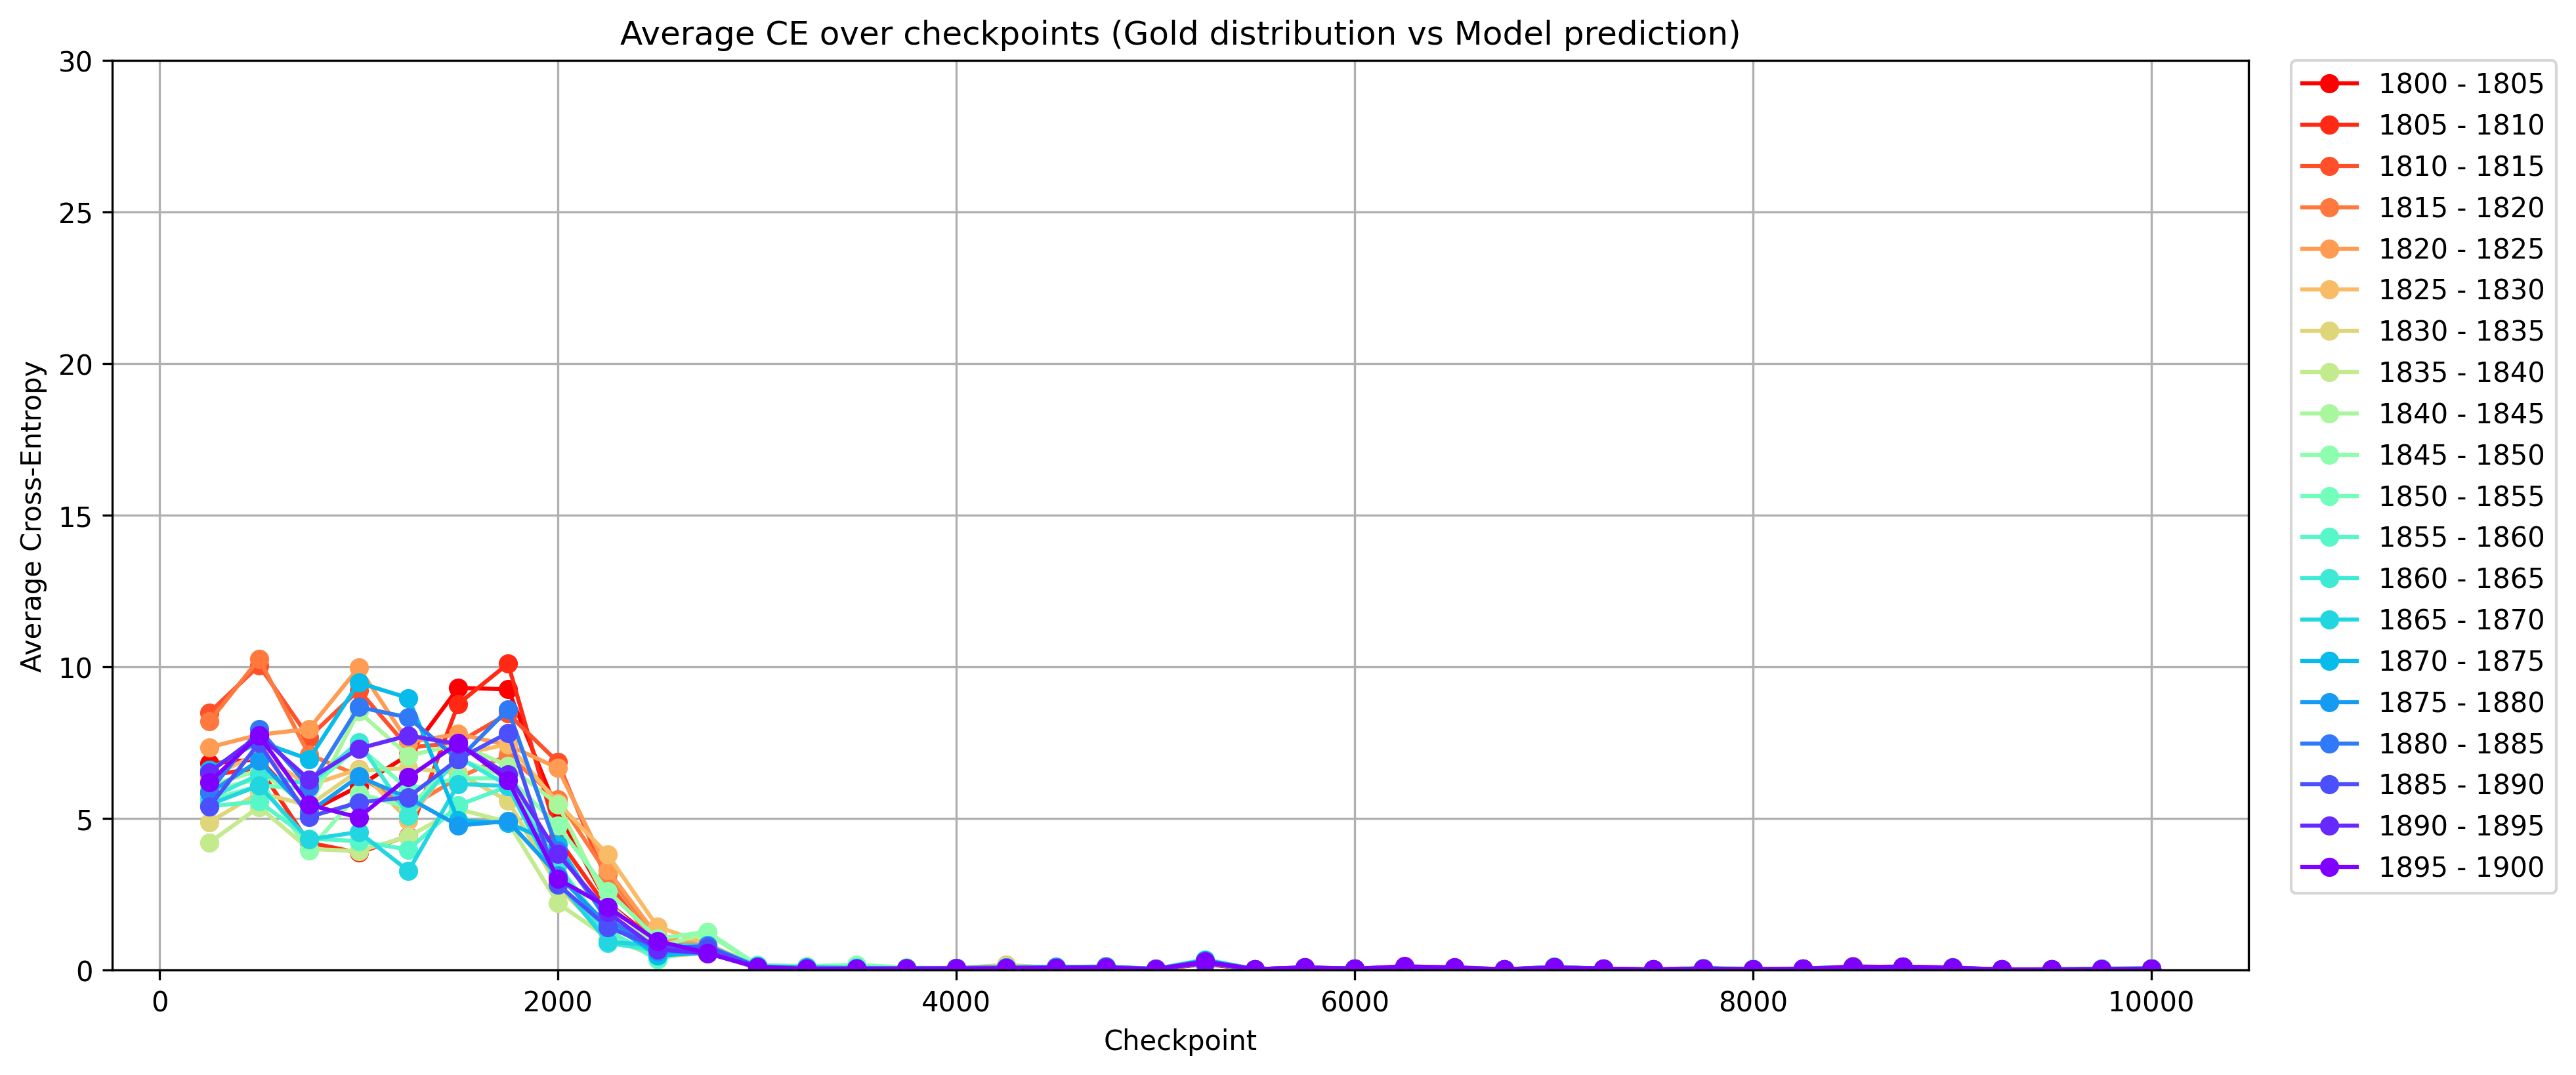 Average CE over checkpoints (Gold distribution vs Model prediction)
Average Cross-Entropy
30
25
20
15
10
5
0
0 2000 4000 6000 8000 10000
Checkpoint
1800 - 1805
1805 - 1810
1810 - 1815
1815 - 1820
1820 - 1825
1825 - 1830
1830 - 1835
1835 - 1840
1840 - 1845
1845 - 1850
1850 - 1855
1855 - 1860
1860 - 1865
1865 - 1870
1870 - 1875
1875 - 1880
1880 - 1885
1885 - 1890
1890 - 1895
1895 - 1900